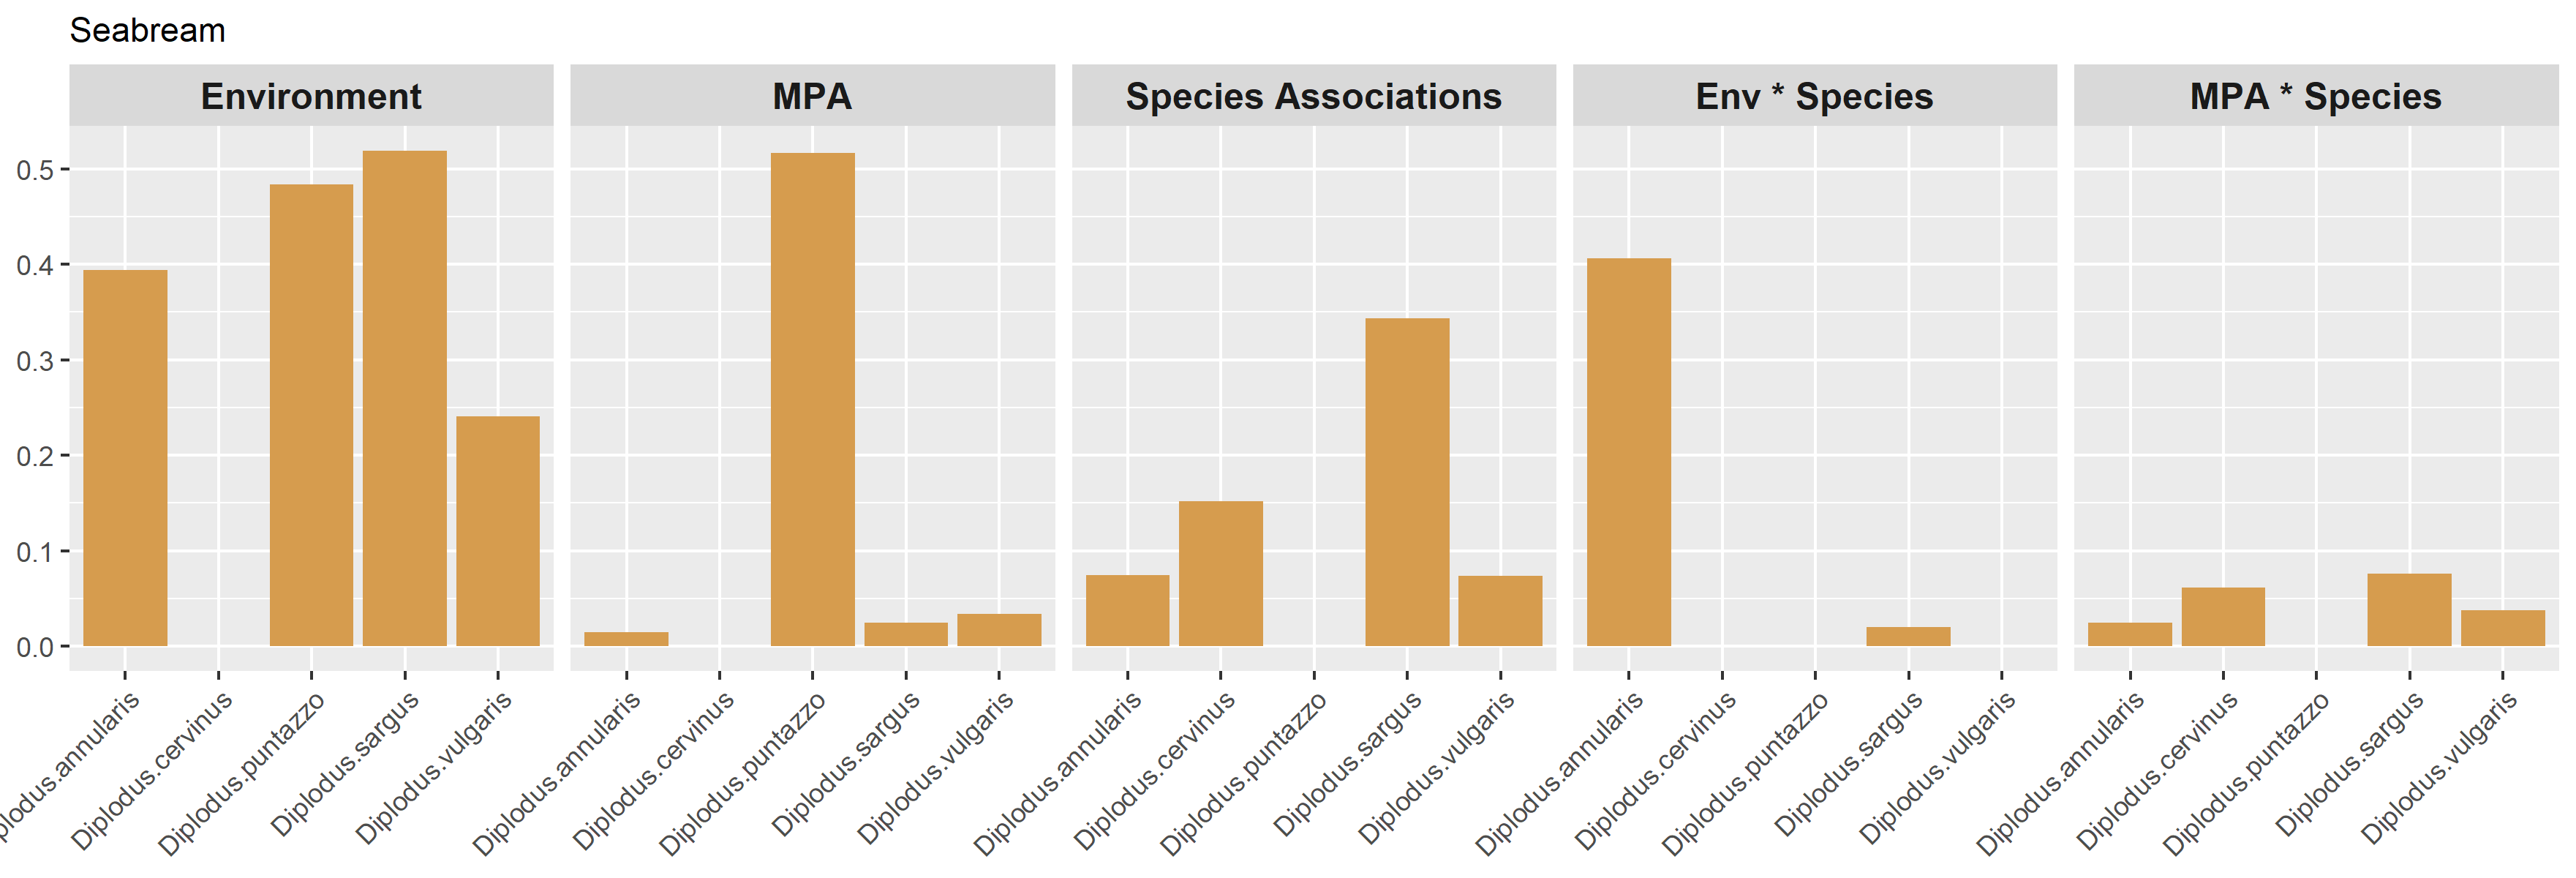 Seabream
Environment MPA Species Associations Env * Species MPA * Species
0.5
0.4
0.3
0.2
0.1
0.0
plodus.annularis Diplodus.cervinus Diplodus.puntazzo Diplodus.sargus Diplodus.vulgaris Diplodus.annularis Diplodus.cervinus Diplodus.puntazzo Diplodus.sargus Diplodus.vulgaris Diplodus.annularis Diplodus.cervinus Diplodus.puntazzo Diplodus.sargus Diplodus.vulgaris Diplodus.annularis Diplodus.cervinus Diplodus.puntazzo Diplodus.sargus Diplodus.vulgaris Diplodus.annularis Diplodus.cervinus Diplodus.puntazzo Diplodus.sargus Diplodus.vulgaris